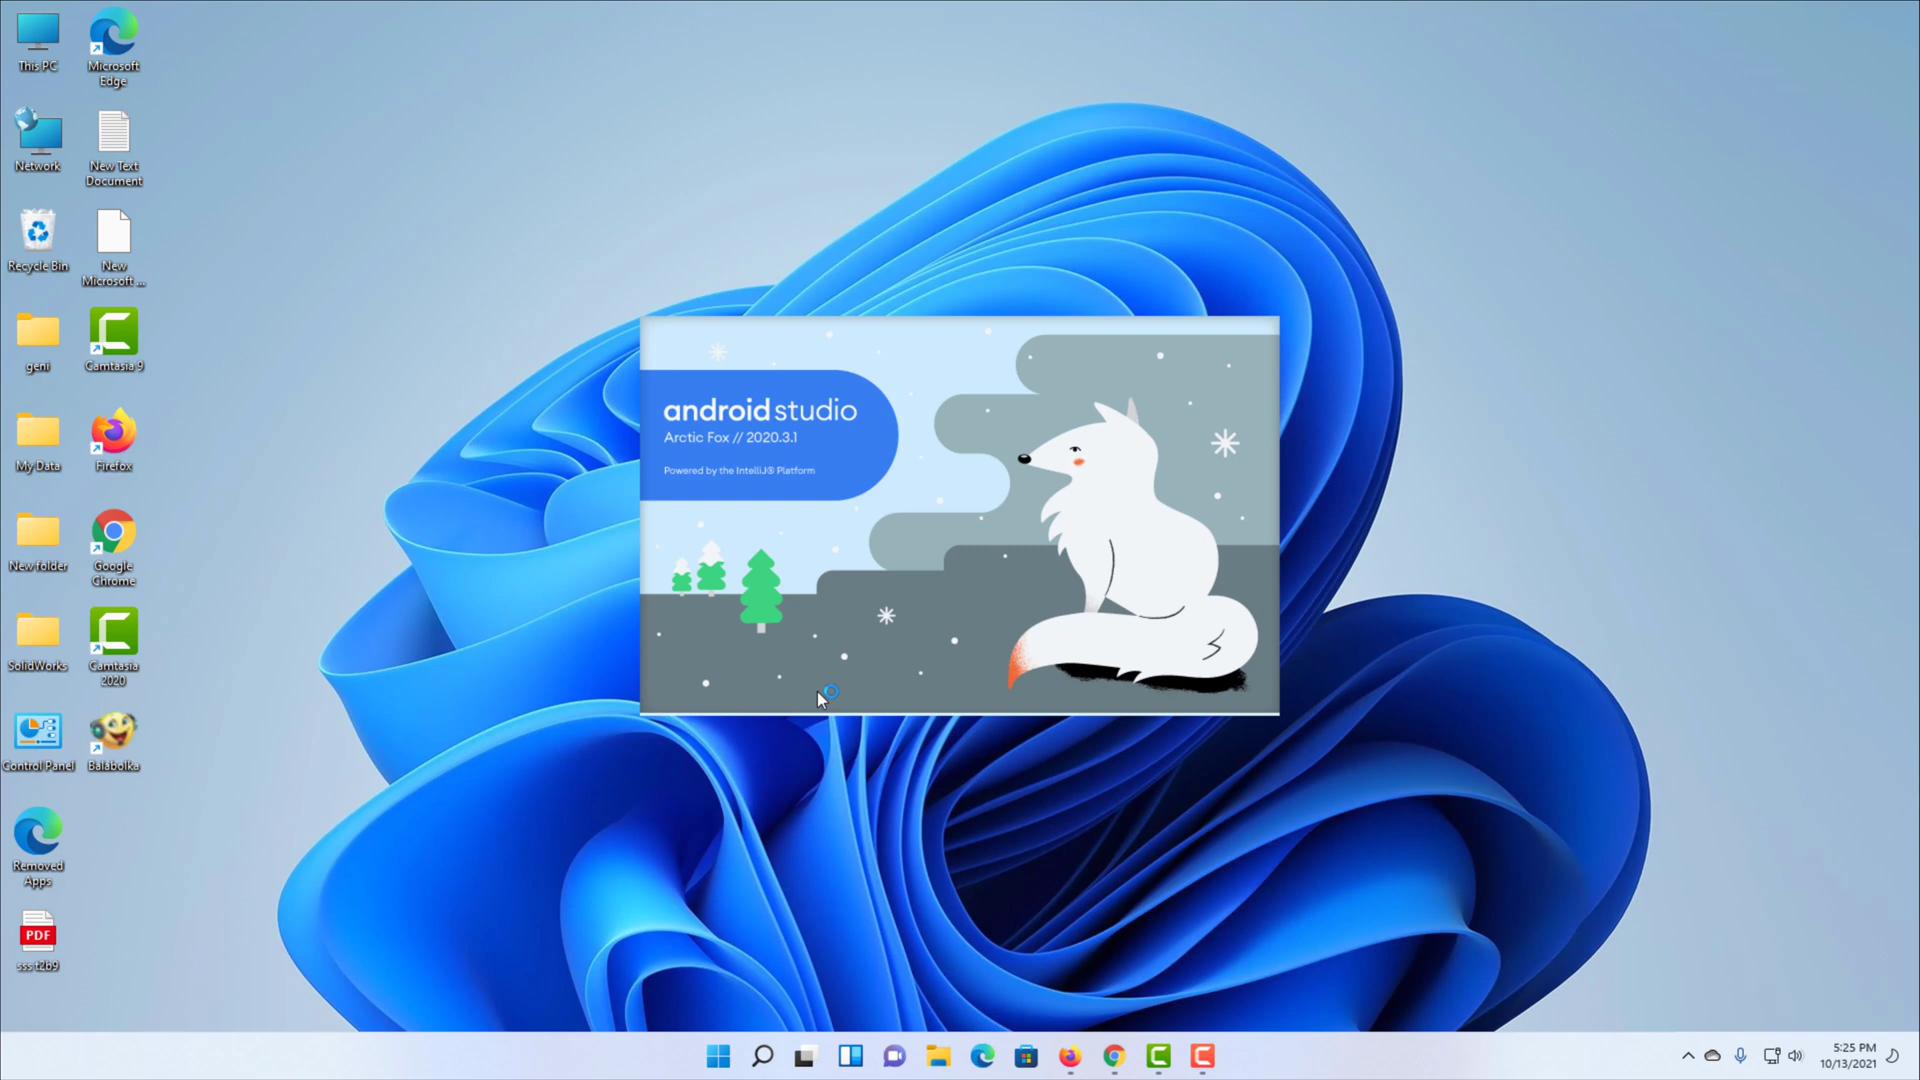 This PC
Microsoft
Edge
Network
New Text
Document
Recycle Bin
New
Microsoft ...
geni
Camtasia 9
My Data
Firefox
New folder
Google
Chrome
SolidWorks
Camtasia
2020
Control Panel
Balabolka
Removed
Apps
PDF
sss t2b9
android studio
Arctic Fox // 2020.3.1
Powered by the IntelliJ® Platform
5:25 PM
10/13/2021